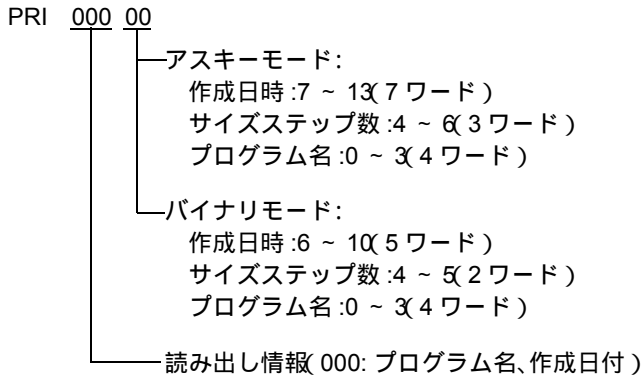 PRI 000 00
アスキーモード:
作成日時:7 ~ 13(7 ワード)
サイズステップ数:4 ~ 6(3 ワード)
プログラム名:0 ~ 3(4 ワード)
バイナリモード:
作成日時:6 ~ 10(5 ワード)
サイズステップ数:4 ~ 5(2 ワード)
プログラム名:0 ~ 3(4 ワード)
読み出し情報(000: プログラム名、作成日付)